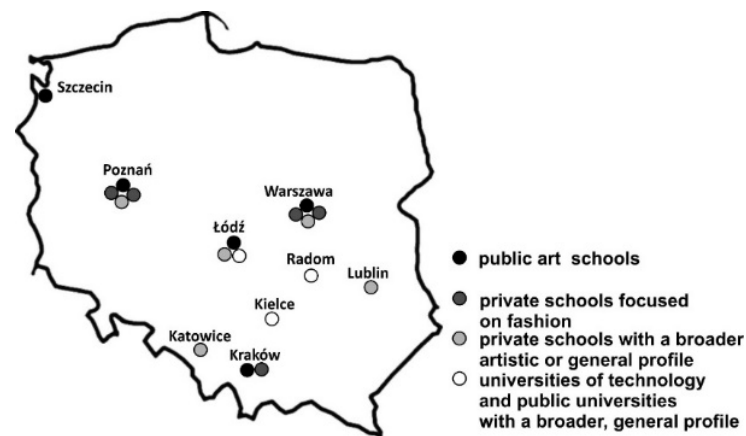 Szczecin
Poznań
Warszawa
Łódź
Radom
Lublin
Kielce
Katowice
Kraków
public art schools
private schools focused
on fashion
private schools with a broader
artistic or general profile
universities of technology
and public universities
with a broader, general profile